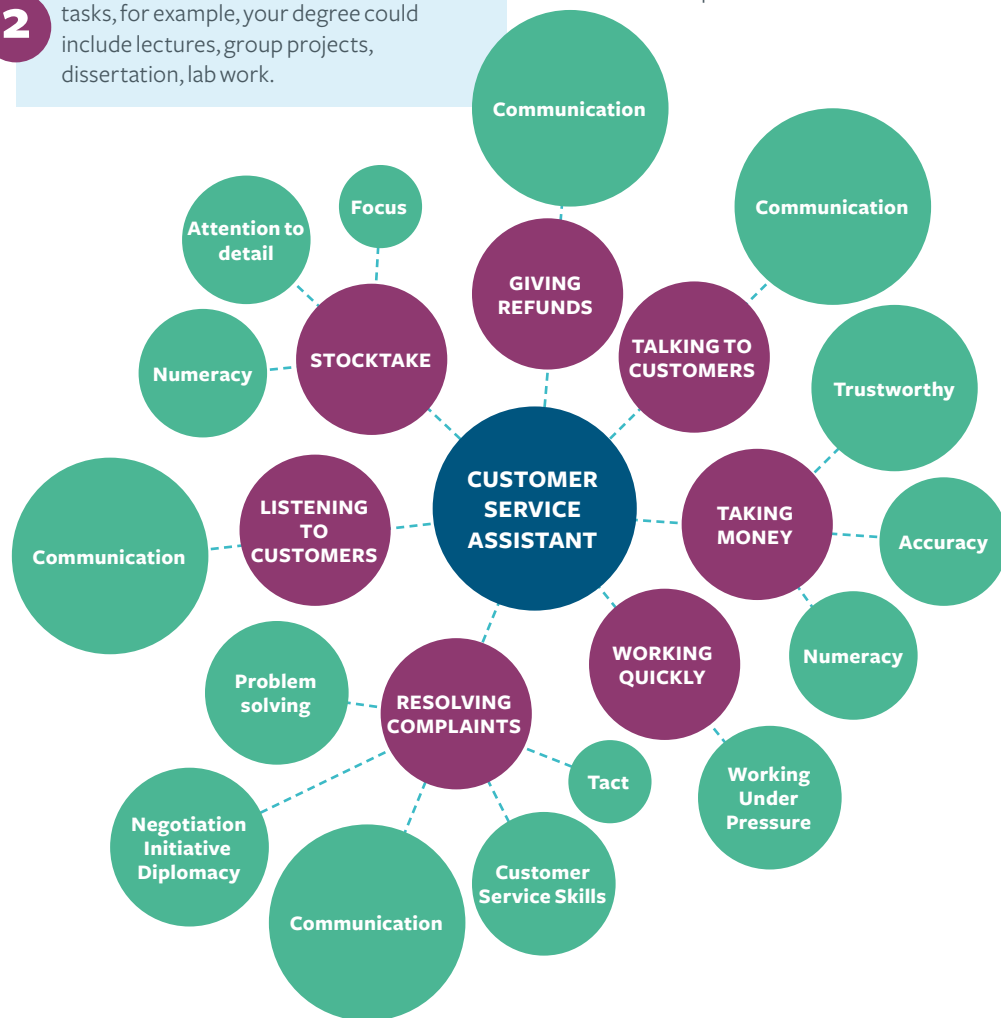 2
tasks, for example, your degree could
include lectures, group projects,
dissertation, lab work.
Communication
Communication
Focus
Attention to
detail
GIVING
REFUNDS
TALKING TO
CUSTOMERS
STOCKTAKE
Numeracy
Trustworthy
CUSTOMER
SERVICE
ASSISTANT
LISTENING
TO
CUSTOMERS
Communication
TAKING
MONEY
Accuracy
Numeracy
WORKING
QUICKLY
Problem
solving
RESOLVING
COMPLAINTS
Tact
Working
Under
Pressure
Negotiation
Initiative
Diplomacy
Customer
Service Skills
Communication